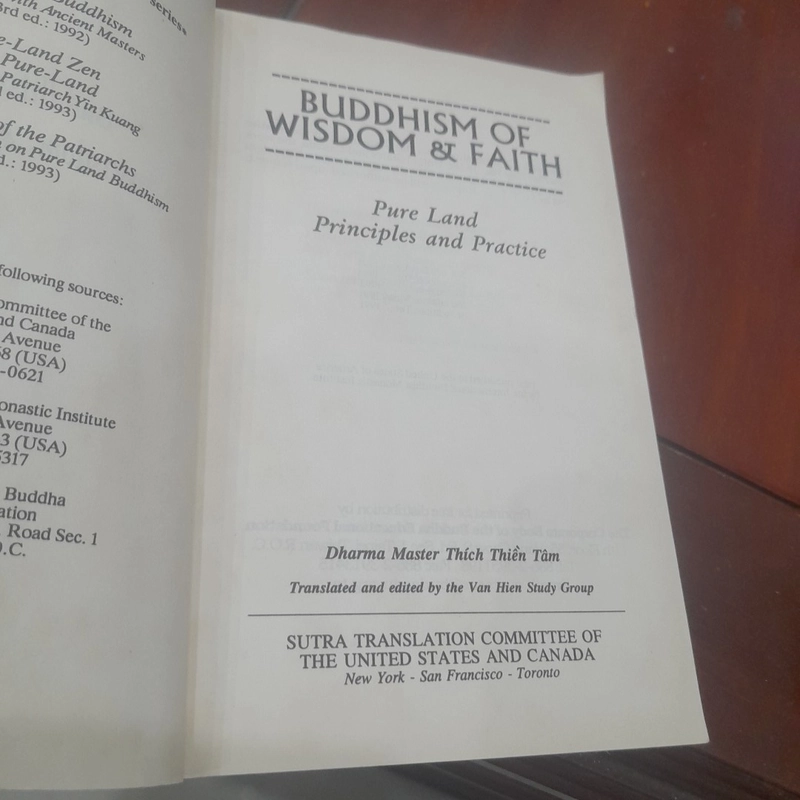 series:
Buddhism
with Ancient Masters
3rd ed.: 1992)
e-Land Zen
Pure-Land
Patriarch Yin Kuang
ed.: 1993)
of the Patriarchs
on Pure Land Buddhism
ed.: 1993)
following sources:
ommittee of the
nd Canada
Avenue
8 (USA)
-0621
onastic Institute
Avenue
3 (USA)
5317
Buddha
ation
. Road Sec. 1
O.C.
BUDDHISM OF
WISDOM & FAITH
Pure Land
Principles and Practice
Dharma Master Thích Thiền Tâm
Translated and edited by the Van Hien Study Group
SUTRA TRANSLATION COMMITTEE OF
THE UNITED STATES AND CANADA
New York - San Francisco - Toronto